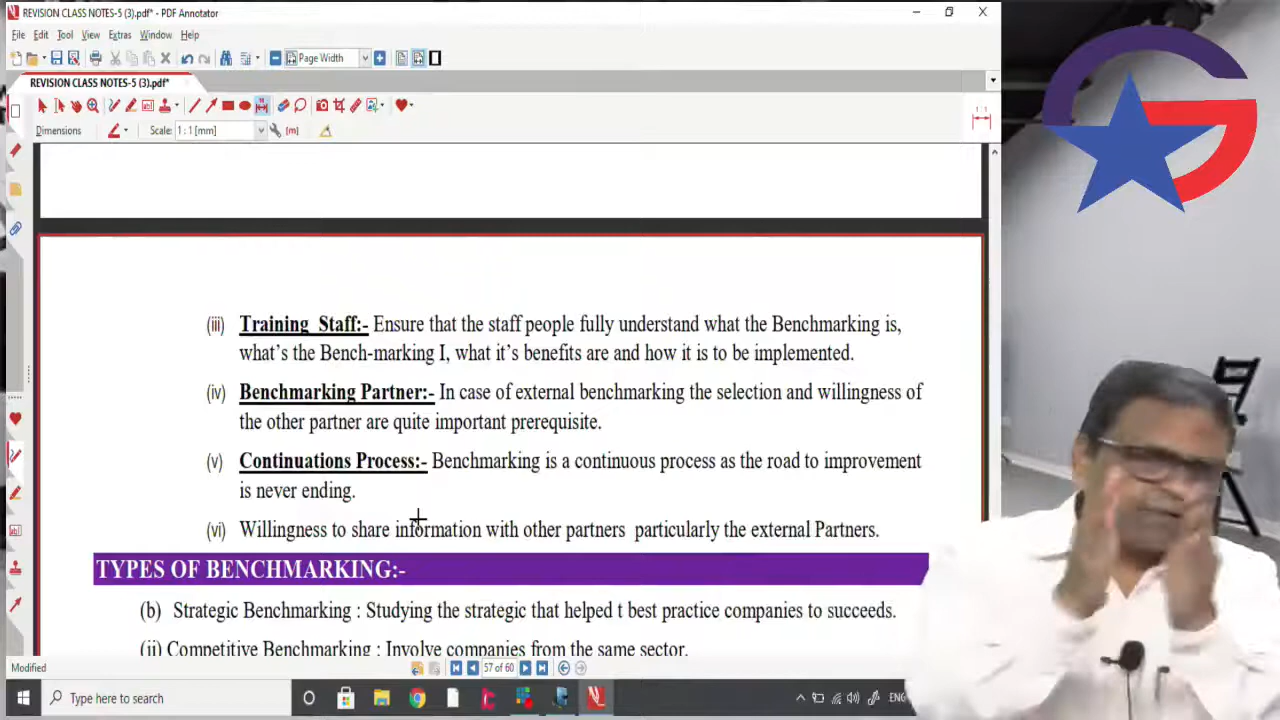 REVISION CLASS NOTES-5 (3).pdf* - PDF Annotator
File Edit Tool View Extras Window Help
Page Width
REVISION CLASS NOTES-5 (3).pdf*
Dimensions Scale: 1 : 1 [mm] (m)
(iii) Training Staff:- Ensure that the staff people fully understand what the Benchmarking is,
what's the Bench-marking I, what it's benefits are and how it is to be implemented.
(iv) Benchmarking Partner:- In case of external benchmarking the selection and willingness of
the other partner are quite important prerequisite.
(v) Continuations Process:- Benchmarking is a continuous process as the road to improvement
is never ending.
(vi) Willingness to share information with other partners particularly the external Partners.
TYPES OF BENCHMARKING:-
(b) Strategic Benchmarking : Studying the strategic that helped t best practice companies to succeeds.
(ii) Competitive Benchmarking : Involve companies from the same sector.
Modified 57 of 60
Type here to search ENG